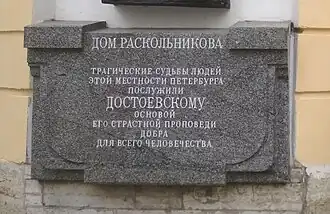 ДОМ РАСКОЛЬНИКОВА
ТРАГИЧЕСКИЕ СУДЬБЫ ЛЮДЕЙ
ЭТОЙ МЕСТНОСТИ ПЕТЕРБУРГА
ПОСЛУЖИЛИ
ДОСТОЕВСКОМУ
ОСНОВОЙ
ЕГО СТРАСТНОЙ ПРОПОВЕДИ
ДОБРА
ДЛЯ ВСЕГО ЧЕЛОВЕЧЕСТВА